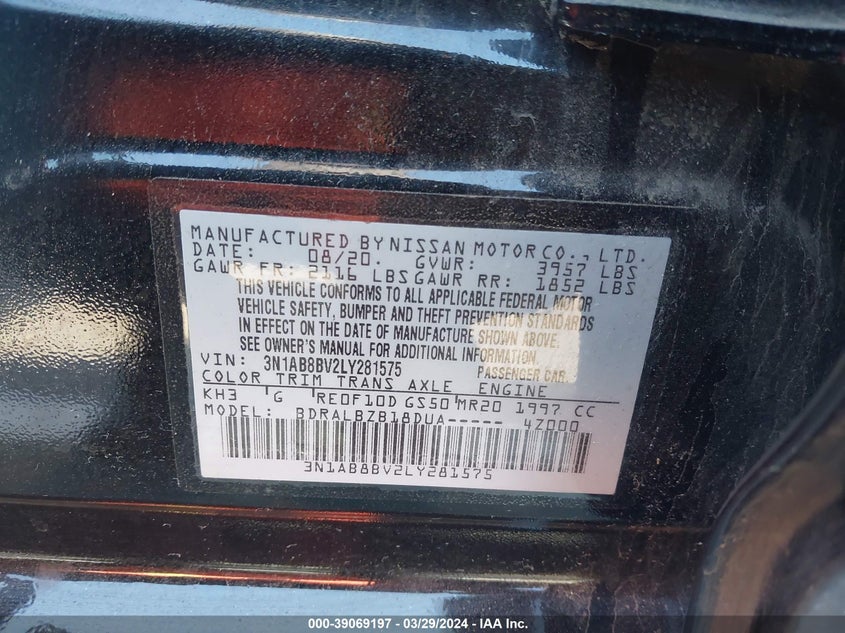 MANUFACTURED BY NISSAN MOTOR CO., LTD.
DATE: 08/20. GVWR: 3957 LBS
GAWR FR: 2116 LBS GAWR RR: 1852 LBS
THIS VEHICLE CONFORMS TO ALL APPLICABLE FEDERAL MOTOR
VEHICLE SAFETY, BUMPER AND THEFT PREVENTION STANDARDS
IN EFFECT ON THE DATE OF MANUFACTURE SHOWN ABOVE.
SEE OWNER'S MANUAL FOR ADDITIONAL INFORMATION.
VIN: 3N1AB8BV2LY281575 PASSENGER CAR
COLOR TRIM TRANS AXLE ENGINE
KH3 G RE0F10D GS50 MR20 1997 CC
MODEL: BDRALBZB18DUA----- 4Z000
3N1AB8BV2LY281575
000-39069197 - 03/29/2024 - IAAI.COM